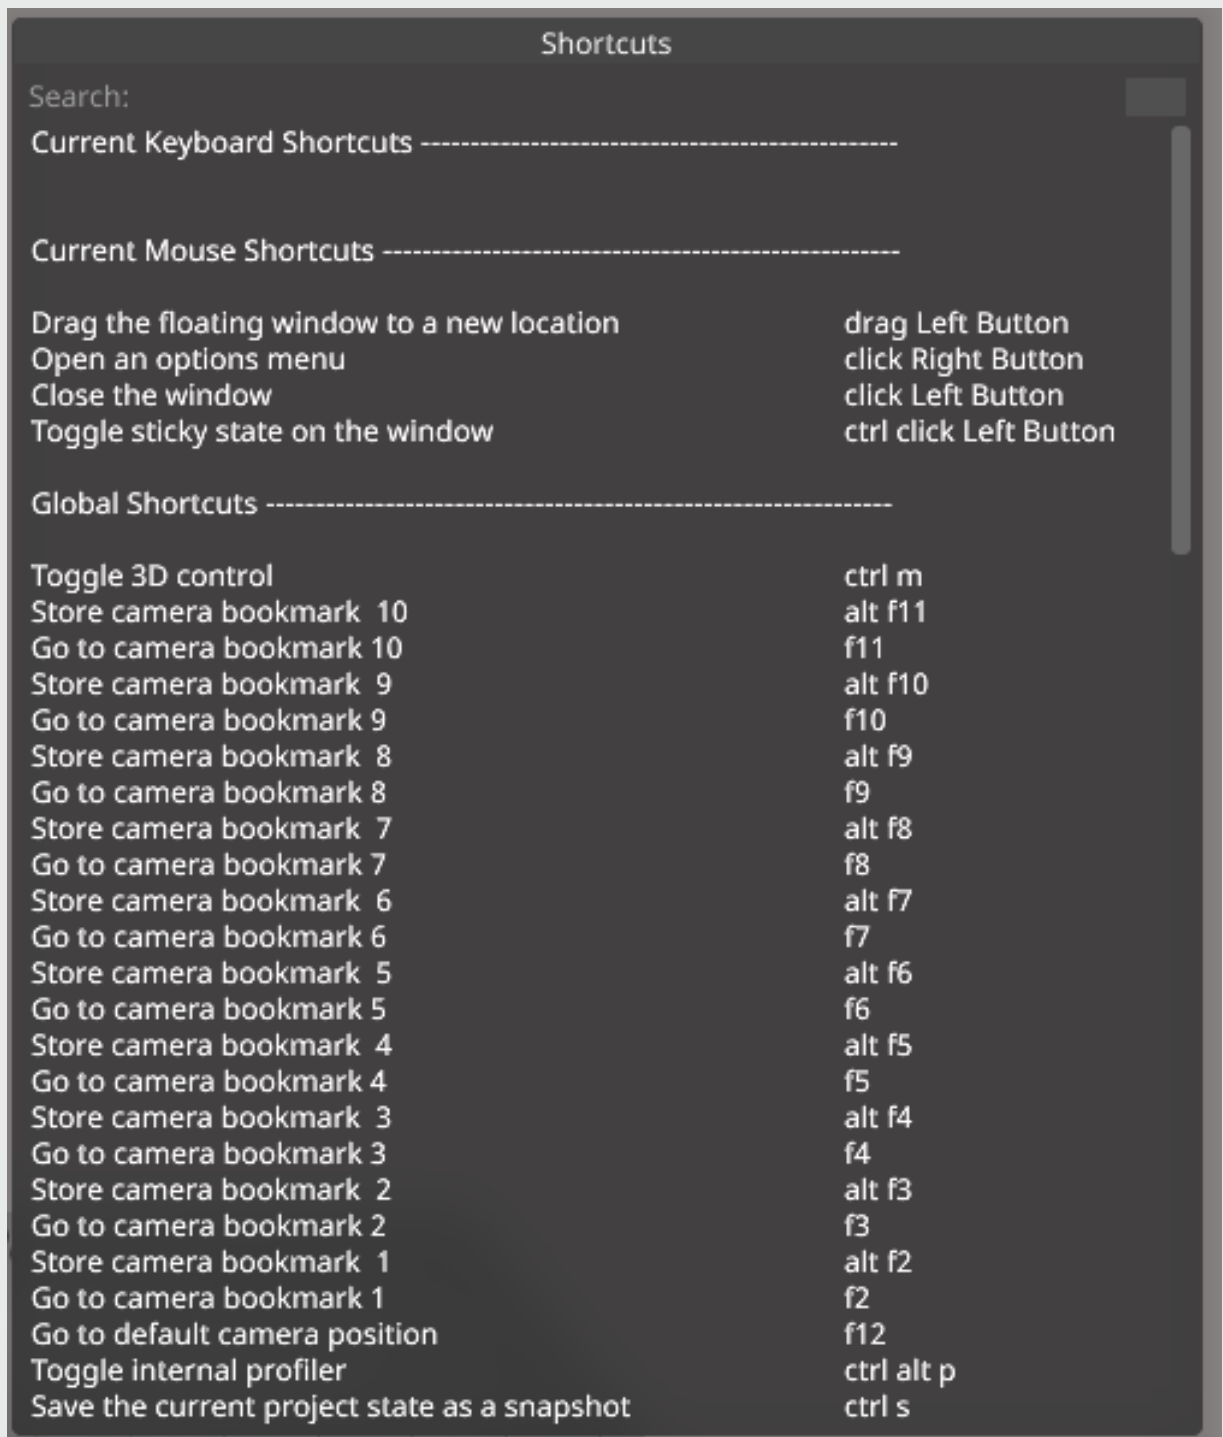 Shortcuts
Search:
Current Keyboard Shortcuts ------------------------------------------------
Current Mouse Shortcuts ----------------------------------------------------
Drag the floating window to a new location drag Left Button
Open an options menu click Right Button
Close the window click Left Button
Toggle sticky state on the window ctrl click Left Button
Global Shortcuts ---------------------------------------------------------------
Toggle 3D control ctrl m
Store camera bookmark  10 alt f11
Go to camera bookmark 10 f11
Store camera bookmark  9 alt f10
Go to camera bookmark 9 f10
Store camera bookmark  8 alt f9
Go to camera bookmark 8 f9
Store camera bookmark  7 alt f8
Go to camera bookmark 7 f8
Store camera bookmark  6 alt f7
Go to camera bookmark 6 f7
Store camera bookmark  5 alt f6
Go to camera bookmark 5 f6
Store camera bookmark  4 alt f5
Go to camera bookmark 4 f5
Store camera bookmark  3 alt f4
Go to camera bookmark 3 f4
Store camera bookmark  2 alt f3
Go to camera bookmark 2 f3
Store camera bookmark  1 alt f2
Go to camera bookmark 1 f2
Go to default camera position f12
Toggle internal profiler ctrl alt p
Save the current project state as a snapshot ctrl s